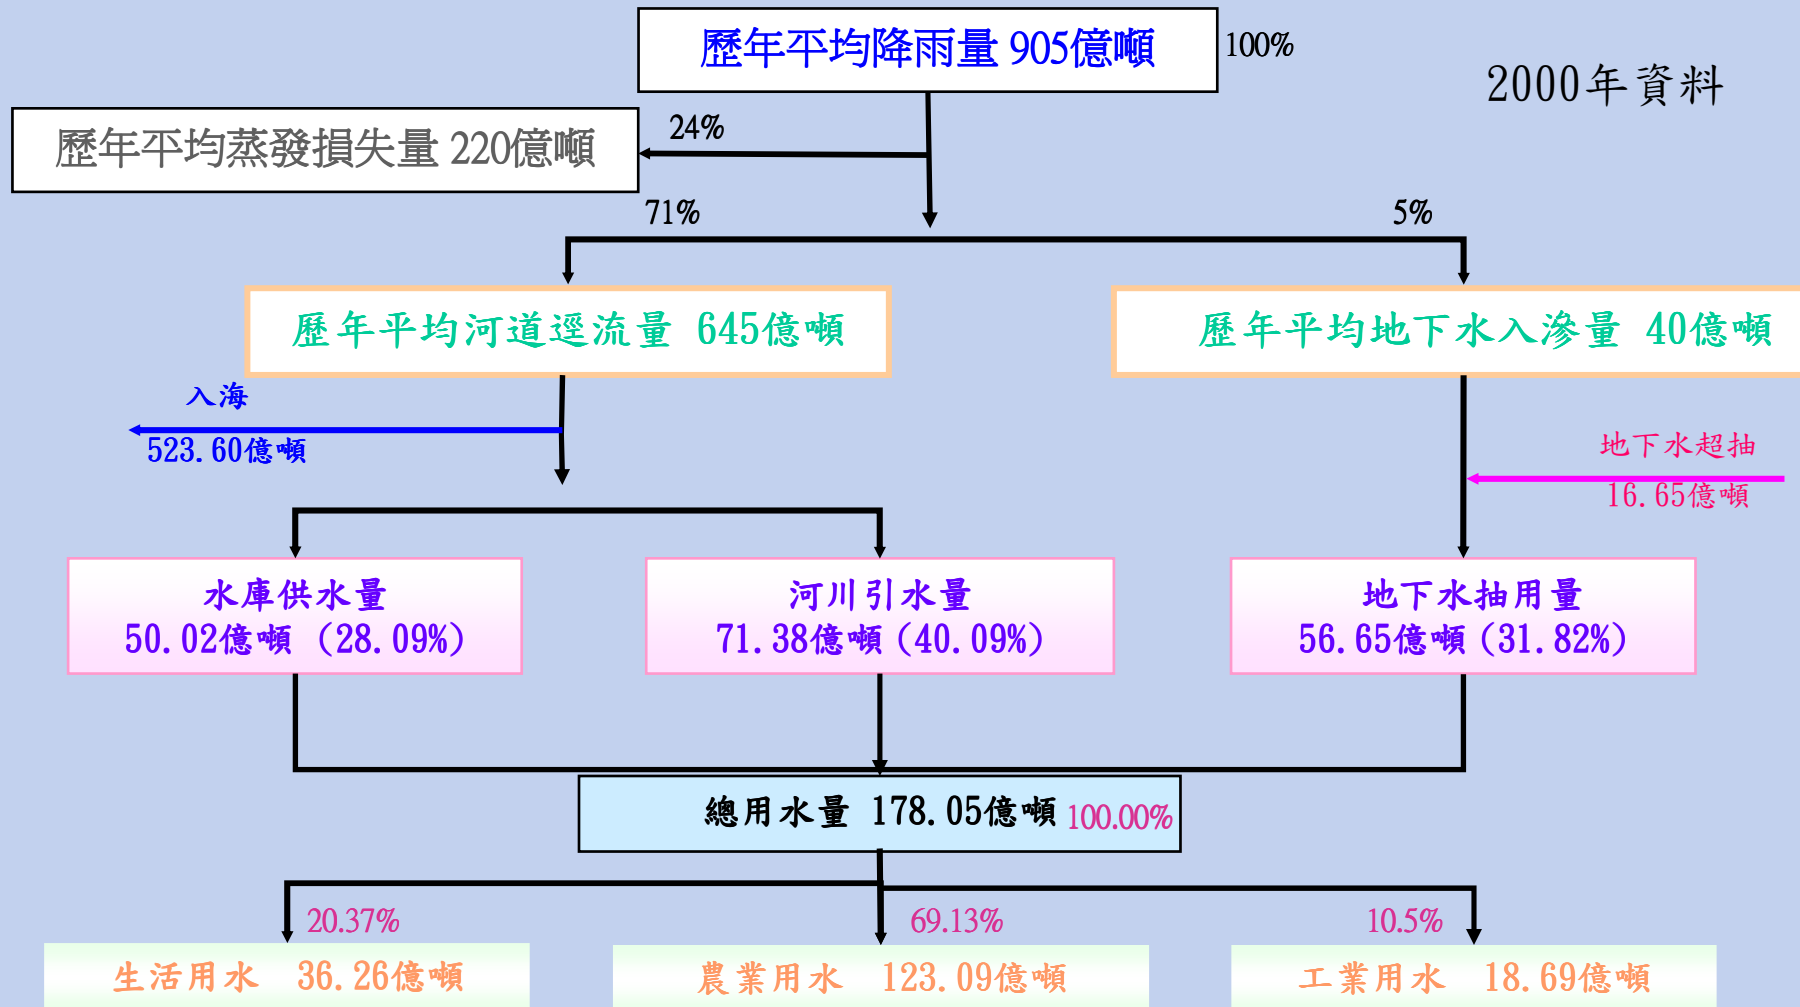 歷年平均降雨量 905億噸
100%
2000年資料
歷年平均蒸發損失量 220億噸
24%
71%
5%
歷年平均河道逕流量 645億噸
歷年平均地下水入滲量 40億噸
入海
523.60億噸
地下水超抽
16.65億噸
水庫供水量
50.02億噸 (28.09%)
河川引水量
71.38億噸(40.09%)
地下水抽用量
56.65億噸(31.82%)
總用水量 178.05億噸 100.00%
20.37%
69.13%
10.5%
生活用水 36.26億噸
農業用水 123.09億噸
工業用水 18.69億噸